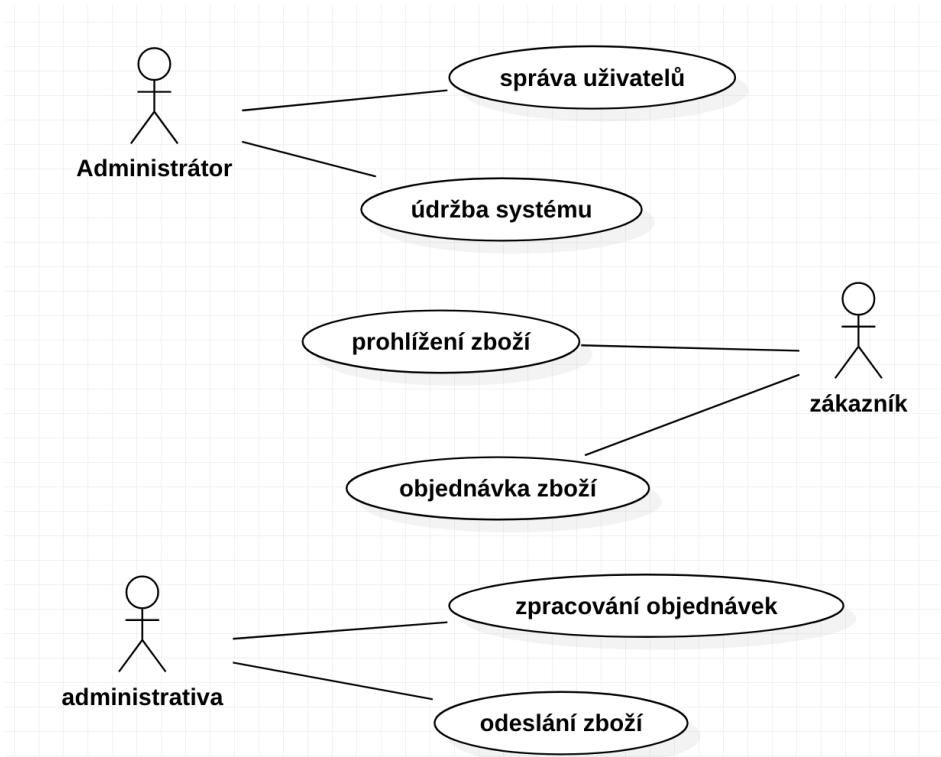 správa uživatelů
Administrátor
údržba systému
prohlížení zboží
zákazník
objednávka zboží
zpracování objednávek
administrativa
odeslání zboží